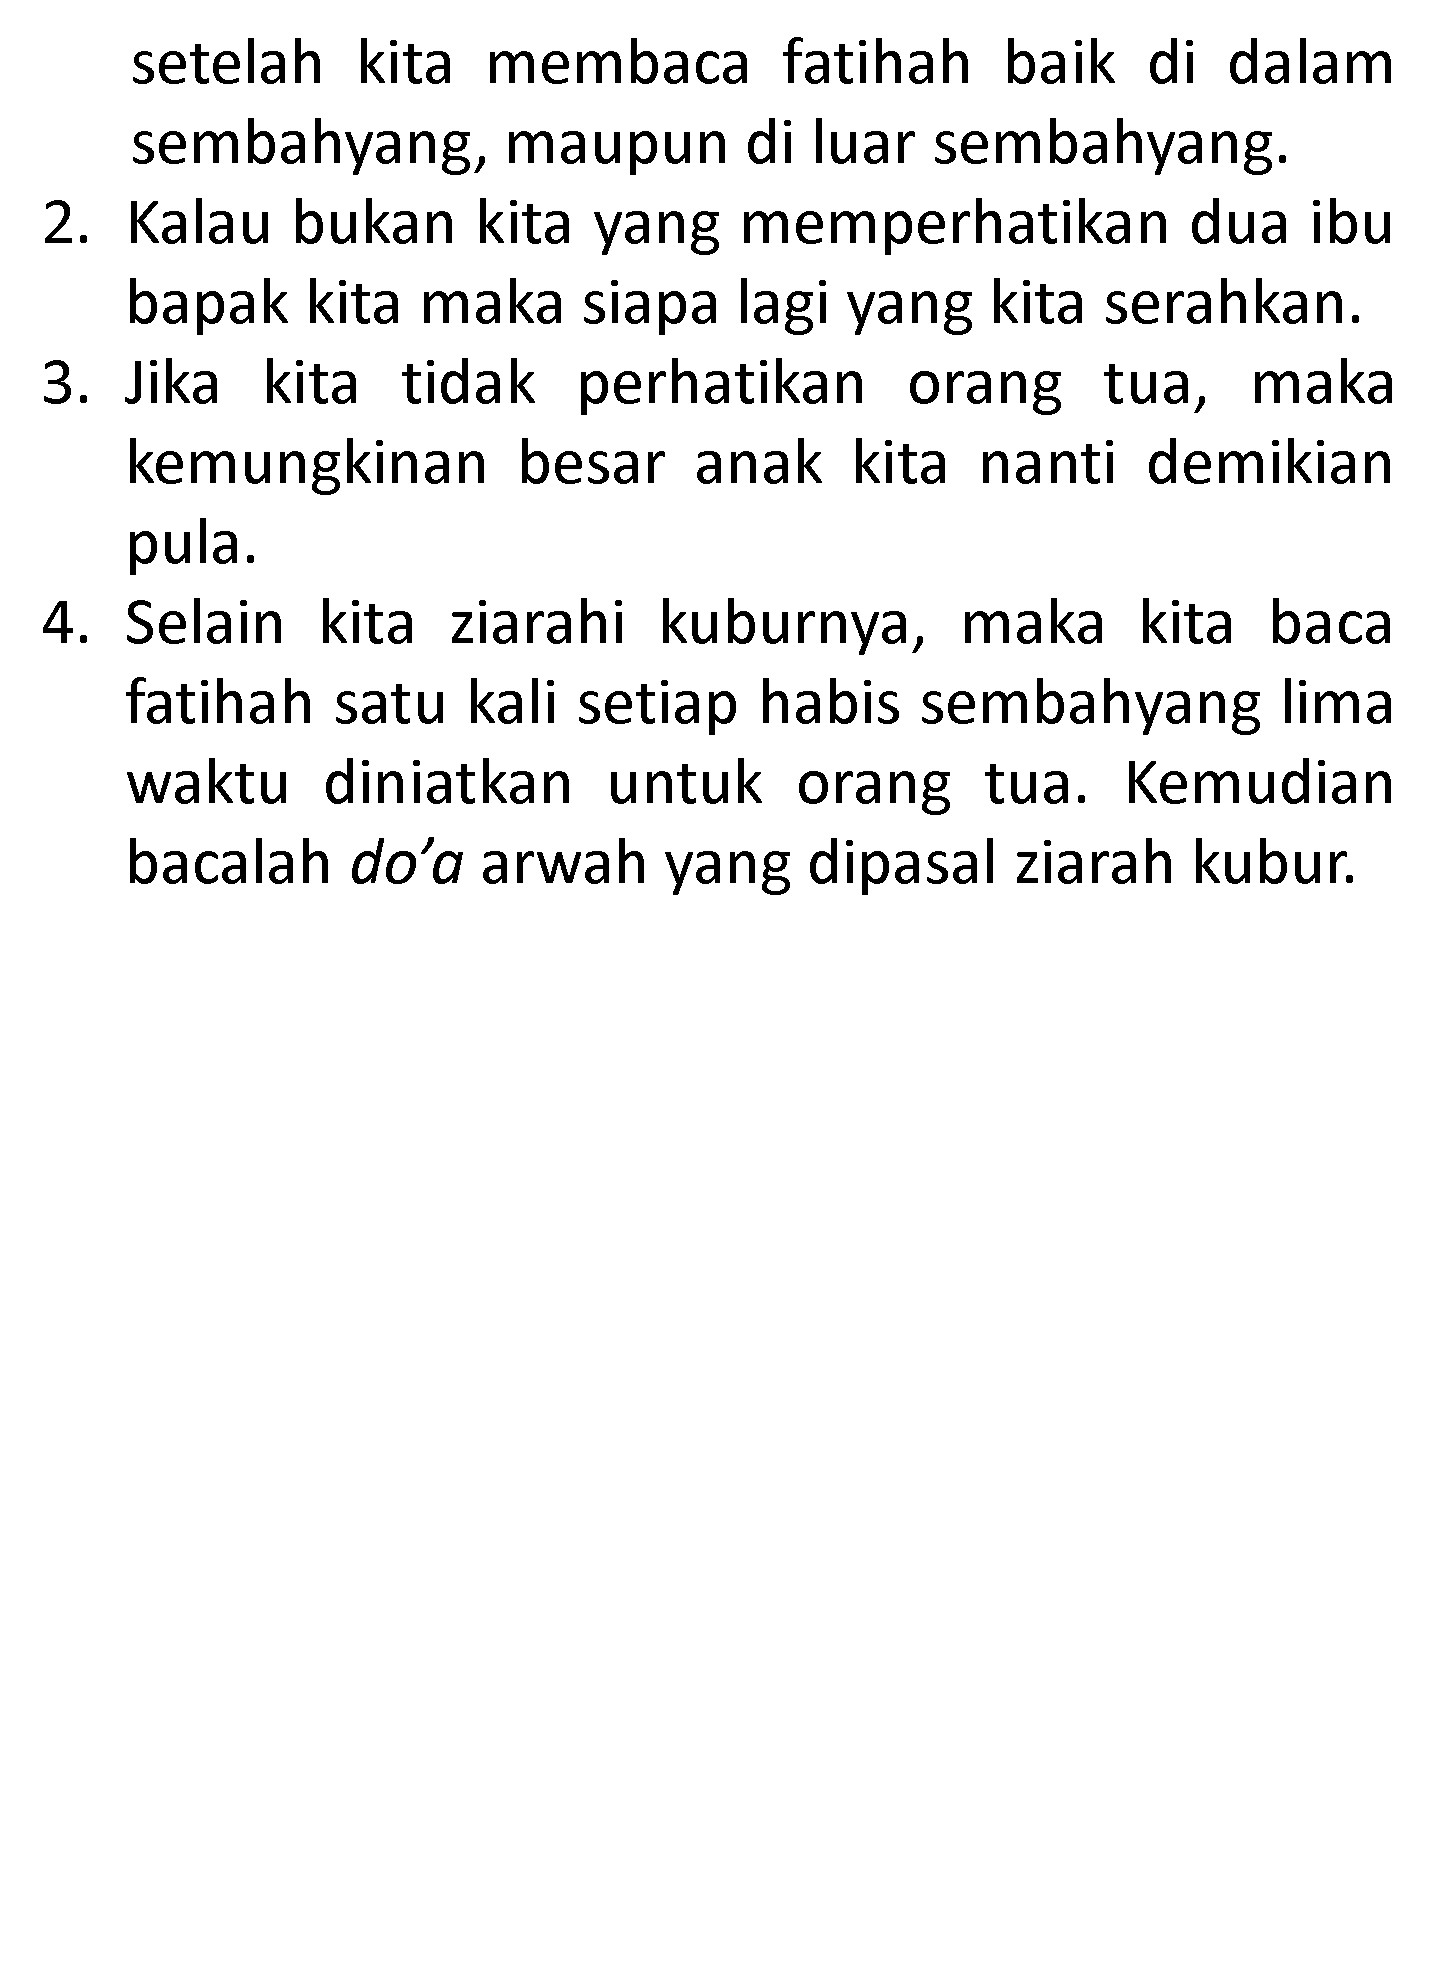 setelah kita membaca fatihah baik di dalam
sembahyang, maupun di luar sembahyang.
2. Kalau bukan kita yang memperhatikan dua ibu
bapak kita maka siapa lagi yang kita serahkan.
3. Jika kita tidak perhatikan orang tua, maka
kemungkinan besar anak kita nanti demikian
pula.
4. Selain kita ziarahi kuburnya, maka kita baca
fatihah satu kali setiap habis sembahyang lima
waktu diniatkan untuk orang tua. Kemudian
bacalah do’a arwah yang dipasal ziarah kubur.